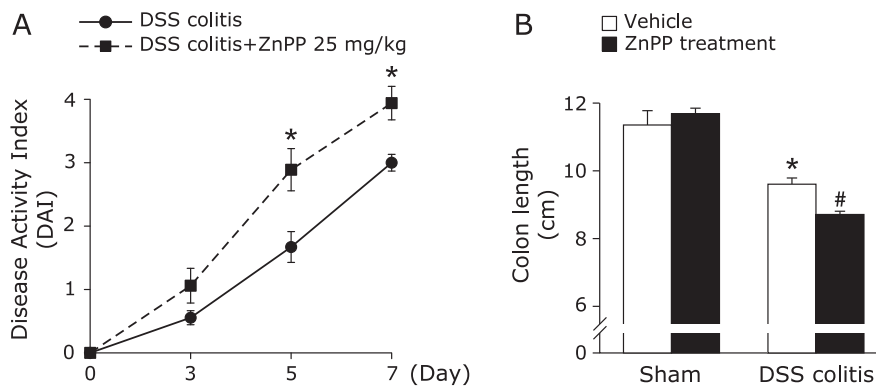 A
DSS colitis
DSS colitis+ZnPP 25 mg/kg
Disease Activity Index
(DAI)
4
3
2
1
0
*
*
0
3
5
7
(Day)
B
Vehicle
ZnPP treatment
Colon length
(cm)
12
10
8
6
0
*
#
Sham
DSS colitis